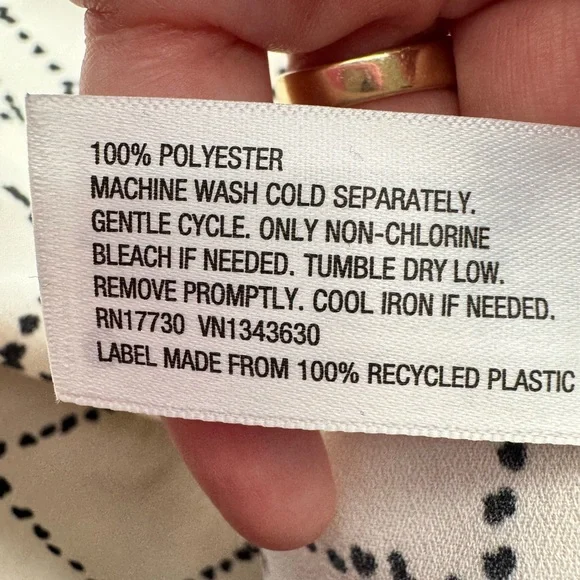 100% POLYESTER
MACHINE WASH COLD SEPARATELY.
GENTLE CYCLE. ONLY NON-CHLORINE
BLEACH IF NEEDED. TUMBLE DRY LOW.
REMOVE PROMPTLY. COOL IRON IF NEEDED.
RN17730 VN1343630
LABEL MADE FROM 100% RECYCLED PLASTIC